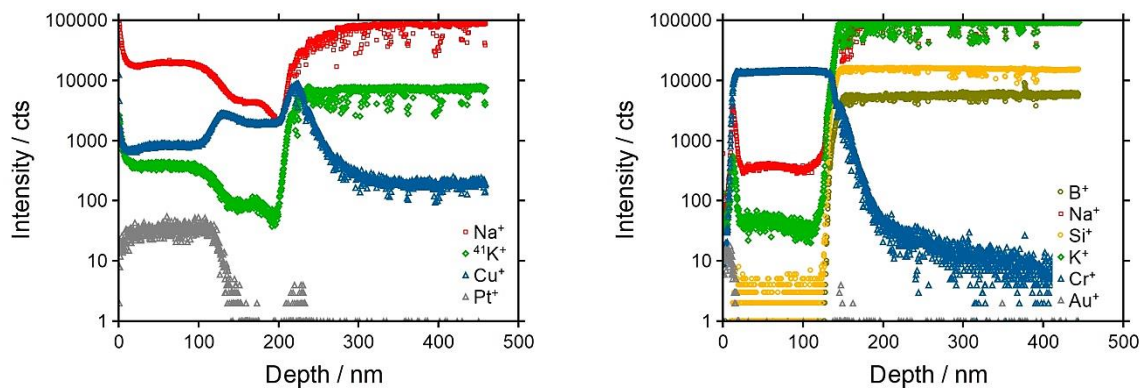 100000
10000
1000
100
10
1
Intensity / cts
0 100 200 300 400 500
Depth / nm
Na⁺
⁴¹K⁺
Cu⁺
Pt⁺
100000
10000
1000
100
10
1
Intensity / cts
0 100 200 300 400 500
Depth / nm
B⁺
Na⁺
Si⁺
K⁺
Cr⁺
Au⁺